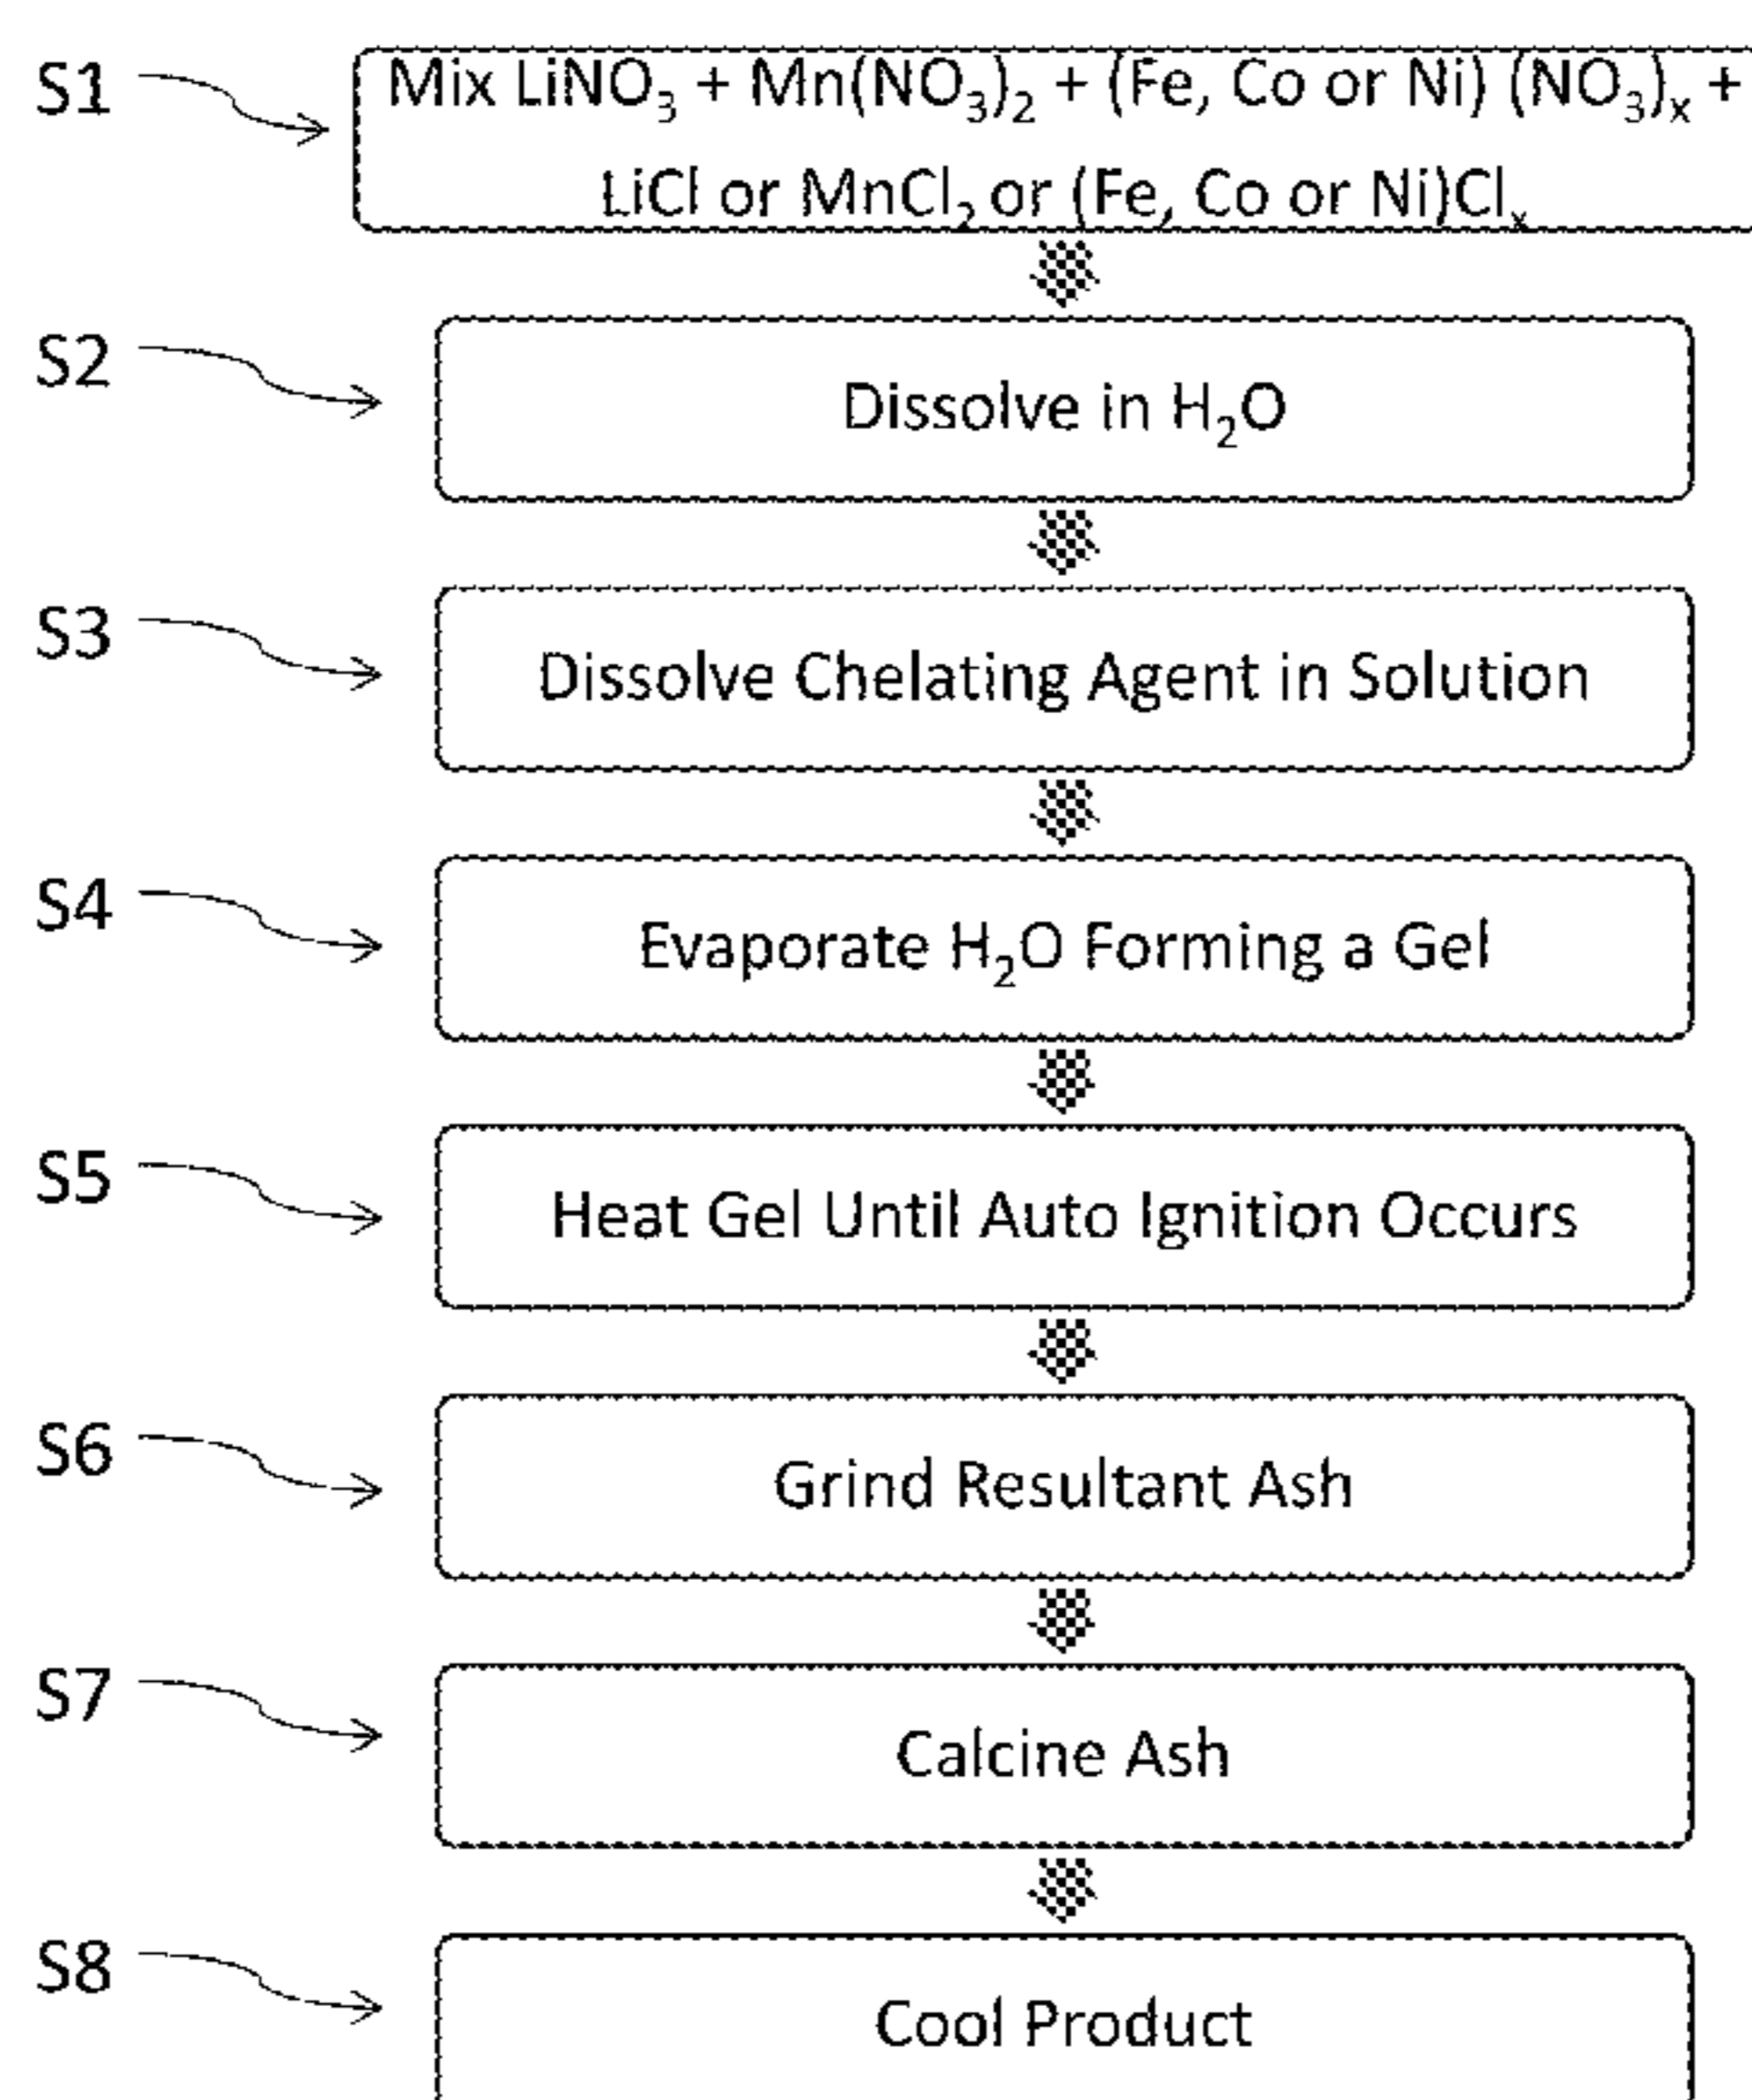 S1
Mix LiNO₃ + Mn(NO₃)₂ + (Fe, Co or Ni) (NO₃)ₓ +
LiCl or MnCl₂ or (Fe, Co or Ni)Clₓ
S2
Dissolve in H₂O
S3
Dissolve Chelating Agent in Solution
S4
Evaporate H₂O Forming a Gel
S5
Heat Gel Until Auto Ignition Occurs
S6
Grind Resultant Ash
S7
Calcine Ash
S8
Cool Product